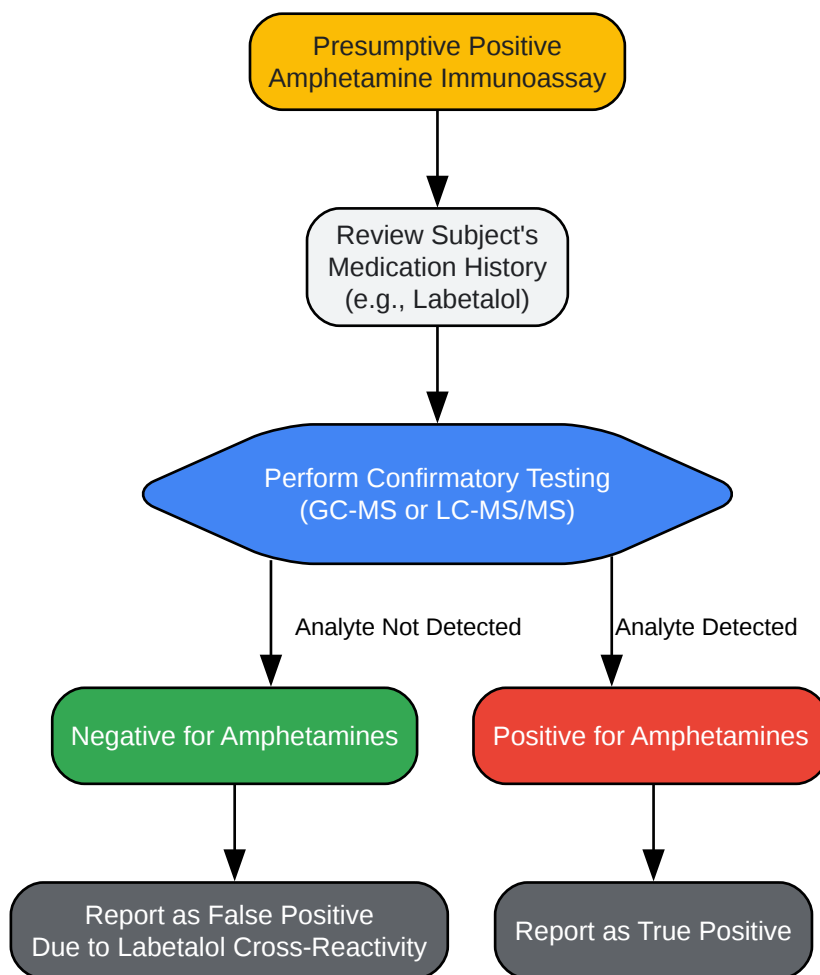 Presumptive Positive
Amphetamine Immunoassay
Review Subject's
Medication History
(e.g., Labetalol)
Perform Confirmatory Testing
(GC-MS or LC-MS/MS)
Analyte Not Detected
Analyte Detected
Negative for Amphetamines
Positive for Amphetamines
Report as False Positive
Due to Labetalol Cross-Reactivity
Report as True Positive